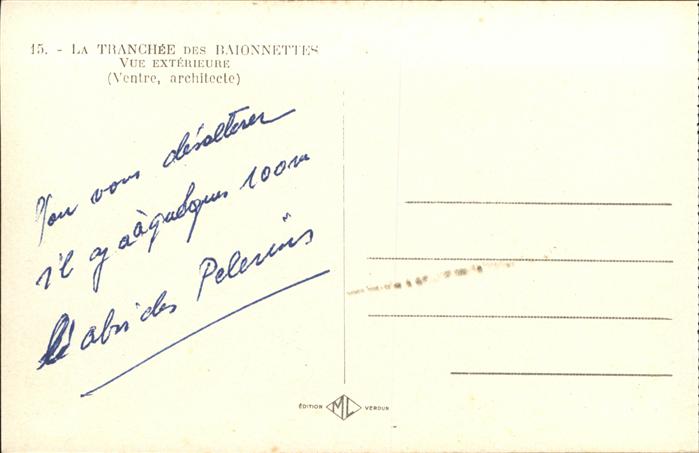 15. - LA TRANCHÉE DES BAIONNETTES
VUE EXTÉRIEURE
(Ventre, architecte)
Pour vous désalterer
s'il y a à quelques 100 m
l'abri des Pelerins
ÉDITION ML VERDUN